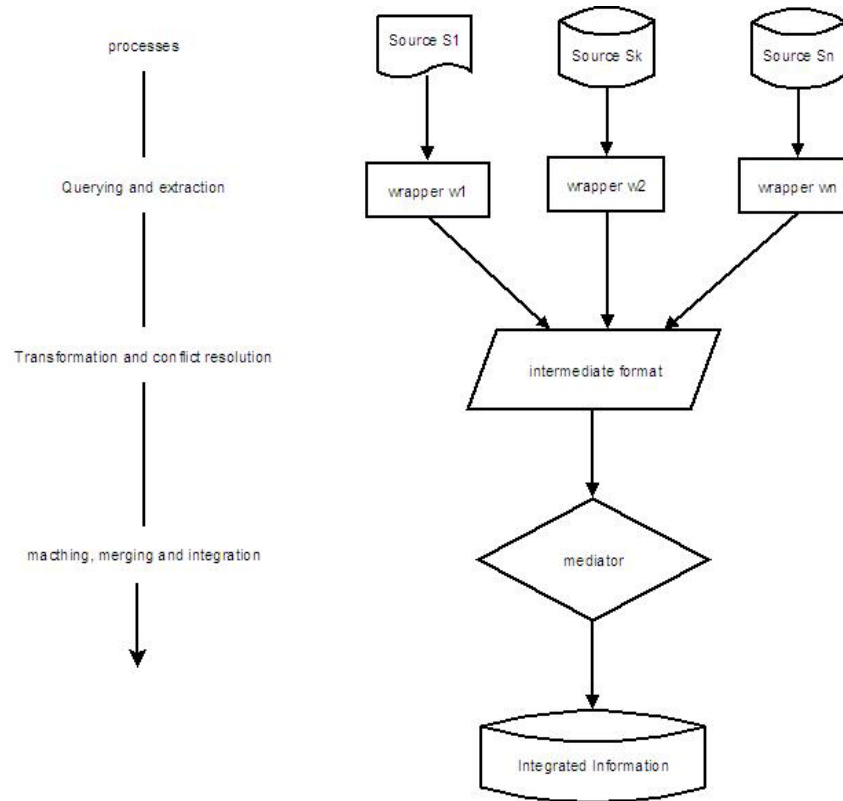 processes
Source S1
Source Sk
Source Sn
Querying and extraction
wrapper w1
wrapper w2
wrapper wn
Transformation and conflict resolution
intermediate format
macthing, merging and integration
mediator
Integrated Information